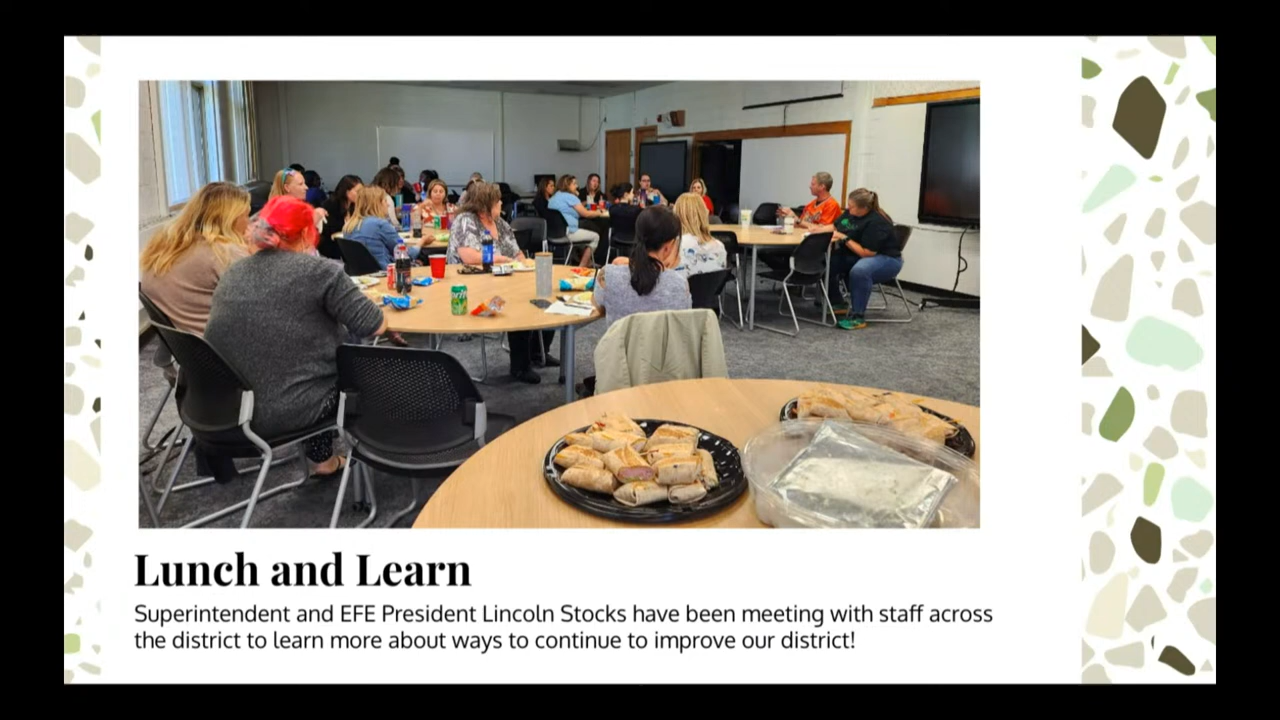 Lunch and Learn
Superintendent and EFE President Lincoln Stocks have been meeting with staff across
the district to learn more about ways to continue to improve our district!